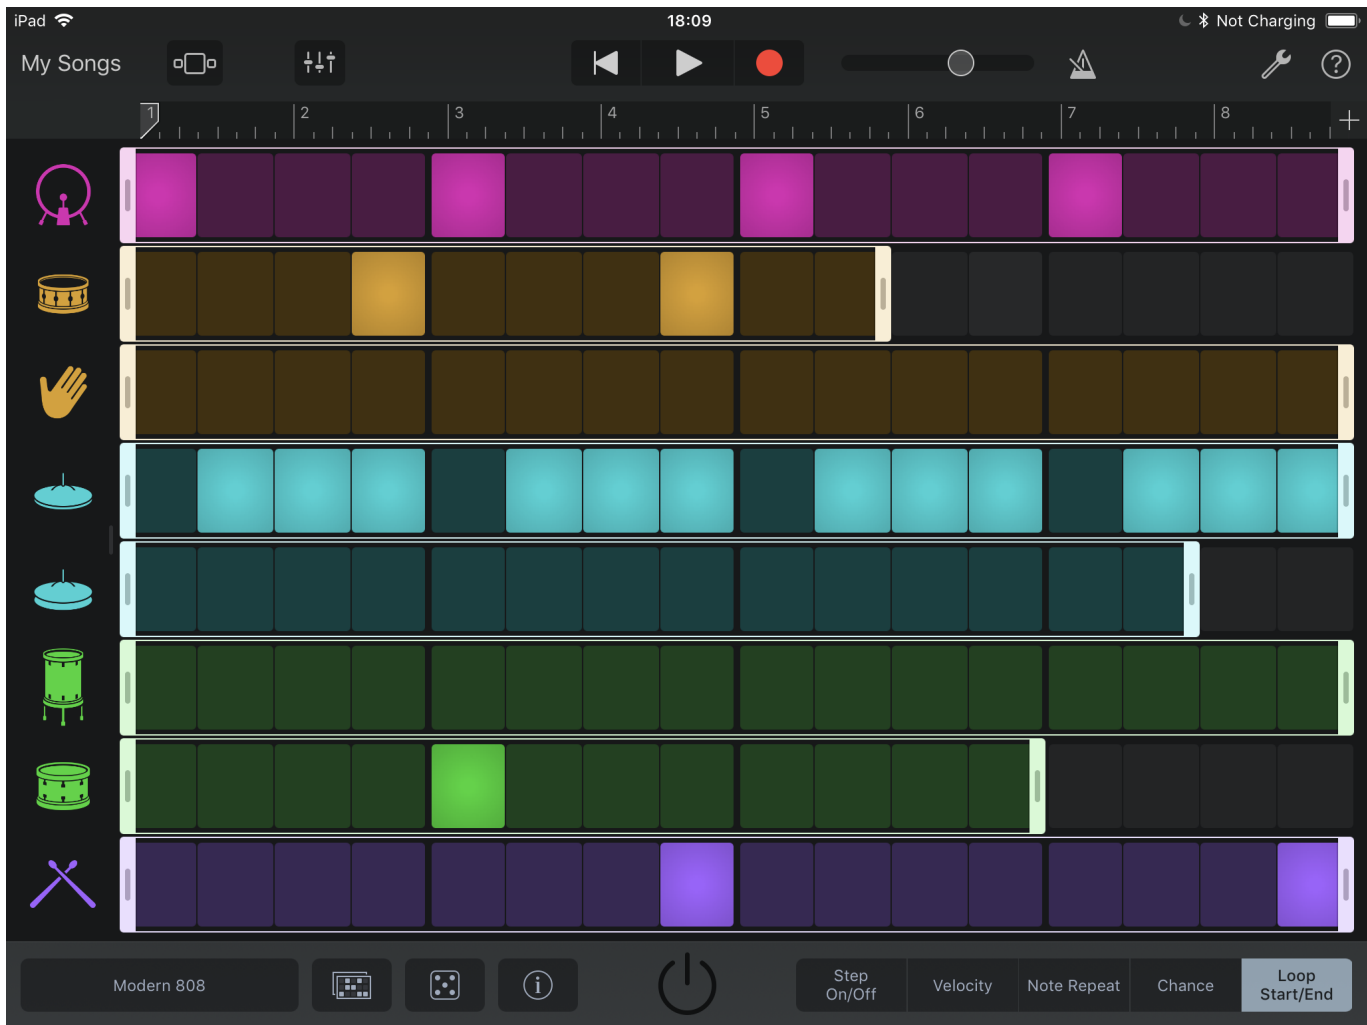 iPad 18:09 Not Charging
My Songs
1 2 3 4 5 6 7 8
Modern 808
Step
On/Off
Velocity
Note Repeat
Chance
Loop
Start/End